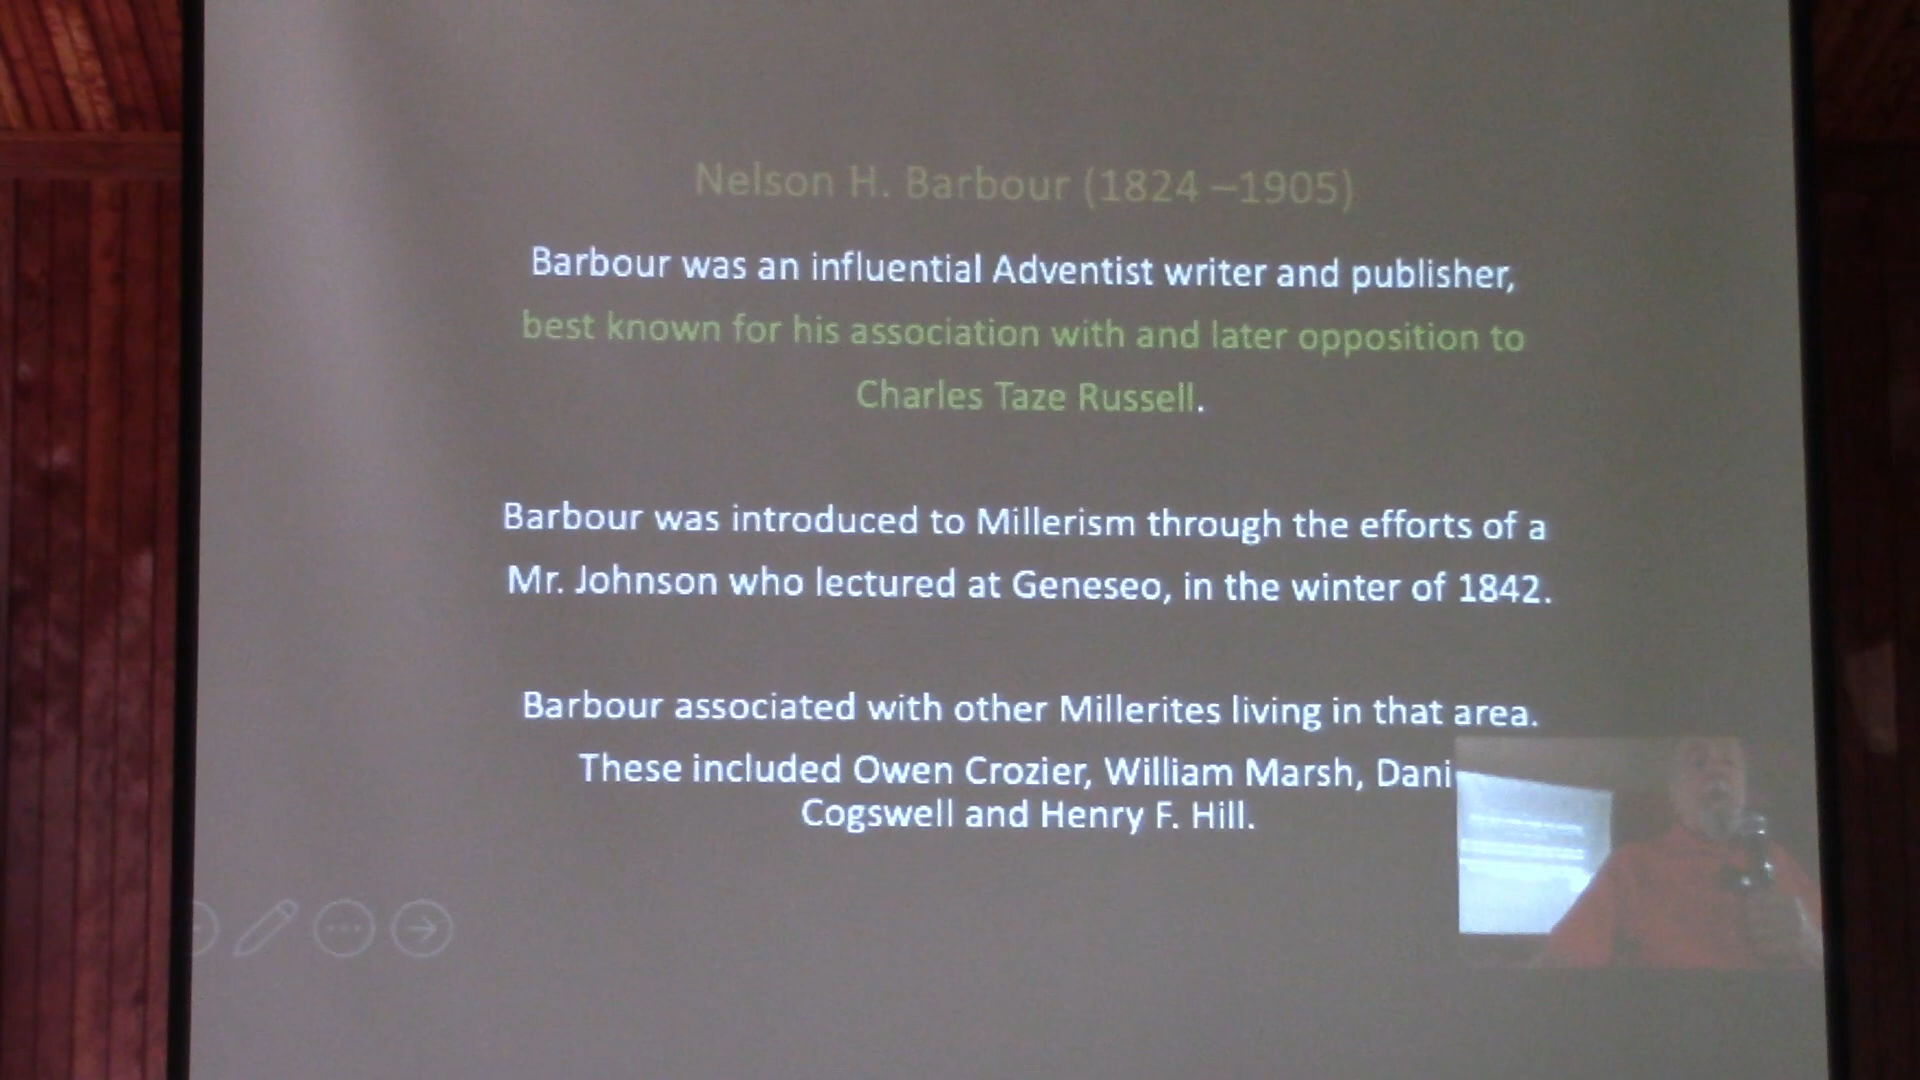 Nelson H. Barbour (1824 –1905)
Barbour was an influential Adventist writer and publisher,
best known for his association with and later opposition to
Charles Taze Russell.
Barbour was introduced to Millerism through the efforts of a
Mr. Johnson who lectured at Geneseo, in the winter of 1842.
Barbour associated with other Millerites living in that area.
These included Owen Crozier, William Marsh,
Cogswell and Henry F. Hill.